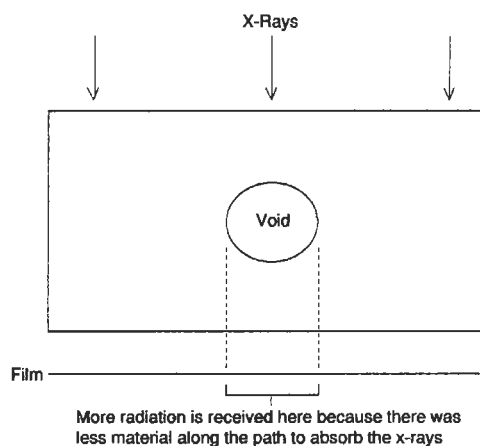 X-Rays
Void
Film
More radiation is received here because there was
less material along the path to absorb the x-rays